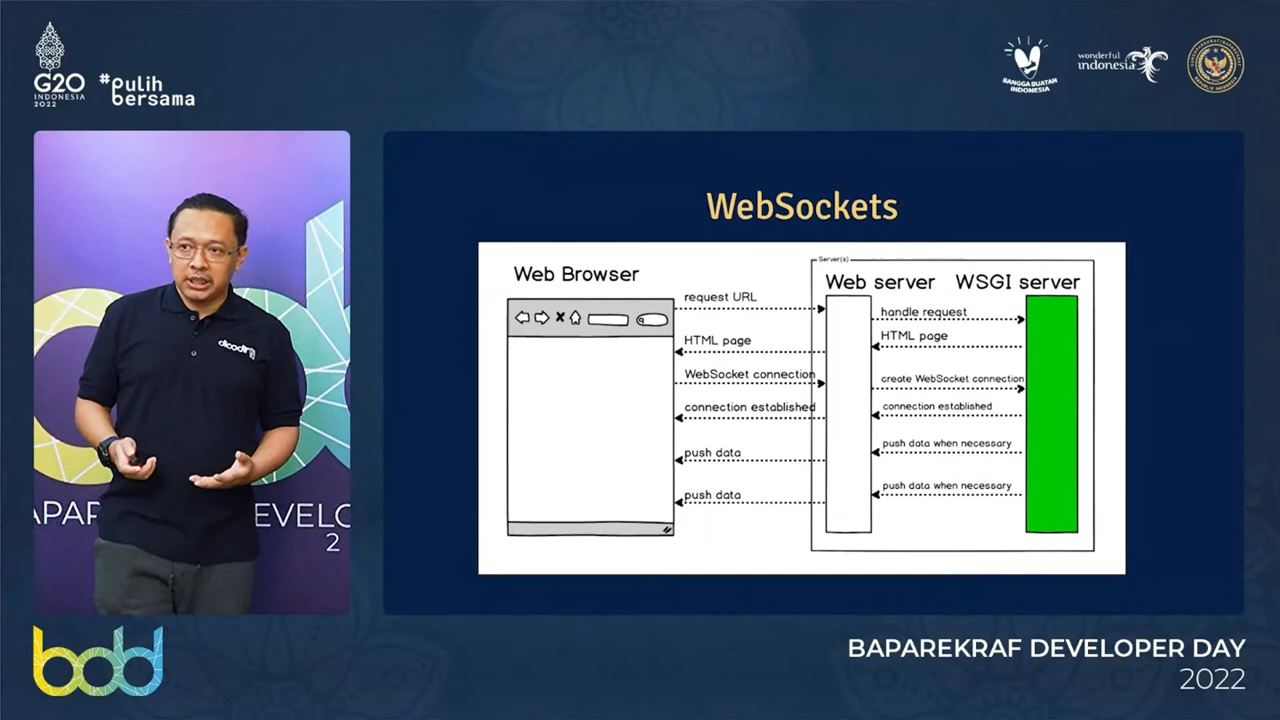 G20
INDONESIA
2022
#pulih
bersama
BANGGA BUATAN
INDONESIA
wonderful
indonesia
dicoding
APAR
EVELO
2
WebSockets
Web Browser
Server(s)
Web server
WSGI server
request URL
handle request
HTML page
HTML page
WebSocket connection
create WebSocket connection
connection established
connection established
push data
push data when necessary
push data
push data when necessary
bdd
BAPAREKRAF DEVELOPER DAY
2022